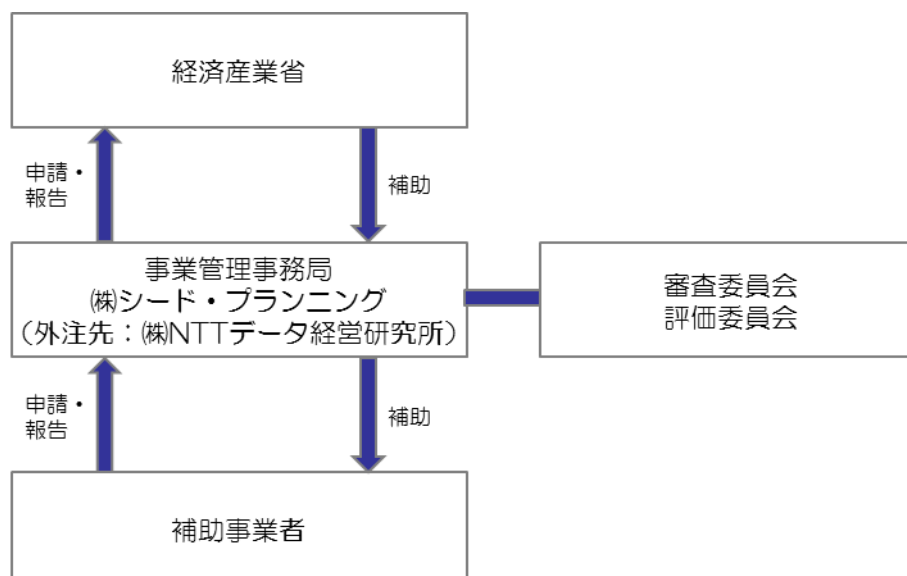 経済産業省
申請・
報告
補助
事業管理事務局
㈱シード・プランニング
（外注先：㈱NTTデータ経営研究所）
審査委員会
評価委員会
申請・
報告
補助
補助事業者